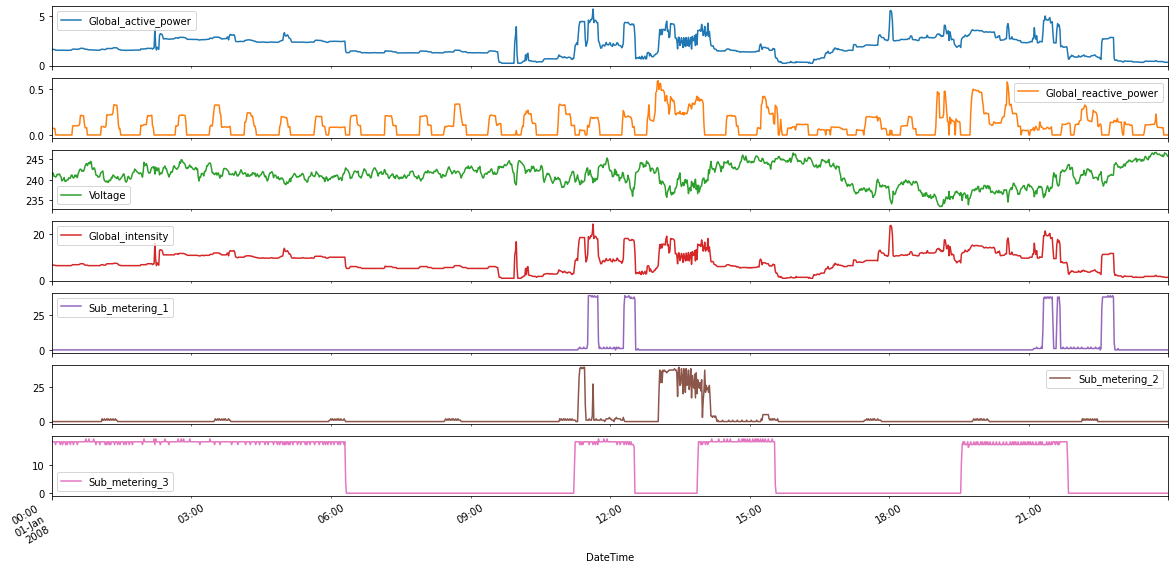 5
0
Global_active_power
0.5
0.0
Global_reactive_power
245
240
235
Voltage
20
0
Global_intensity
25
0
Sub_metering_1
25
0
Sub_metering_2
10
0
Sub_metering_3
00:00
01-Jan
2008
03:00
06:00
09:00
12:00
15:00
18:00
21:00
DateTime